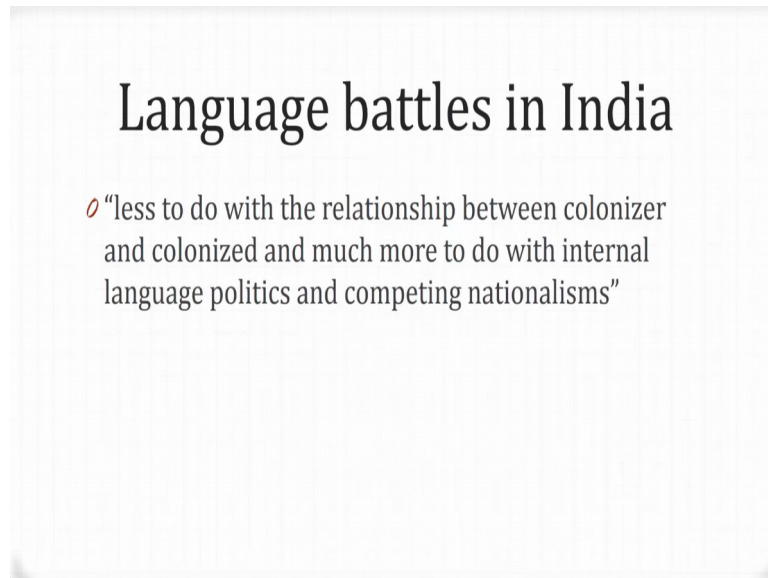 Language battles in India
“less to do with the relationship between colonizer
and colonized and much more to do with internal
language politics and competing nationalisms”